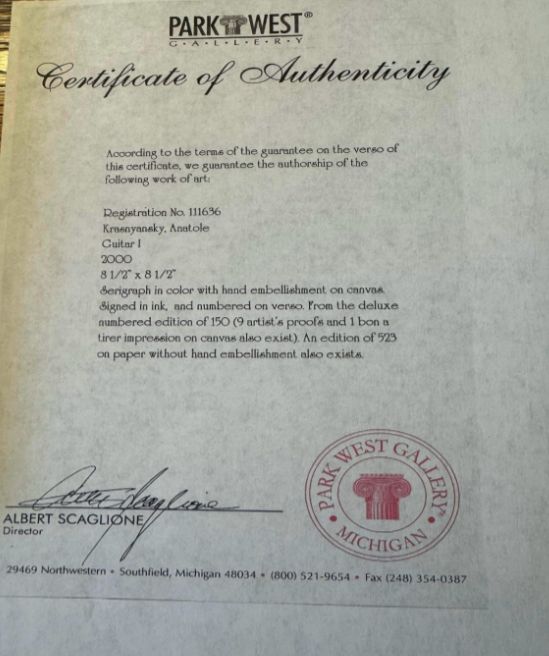 PARK WEST®
G•A•L•L•E•R•Y
Certificate of Authenticity
According to the terms of the guarantee on the verso of
this certificate, we guarantee the authorship of the
following work of art:
Registration No. 111636
Krasnyansky, Anatole
Guitar I
2000
8 1/2" x 8 1/2"
Serigraph in color with hand embellishment on canvas.
Signed in ink, and numbered on verso. From the deluxe
numbered edition of 150 (9 artist's proofs and 1 bon a
tirer impression on canvas also exist). An edition of 523
on paper without hand embellishment also exists.
ALBERT SCAGLIONE
Director
PARK WEST GALLERY®
• MICHIGAN •
29469 Northwestern • Southfield, Michigan 48034 • (800) 521-9654 • Fax (248) 354-0387